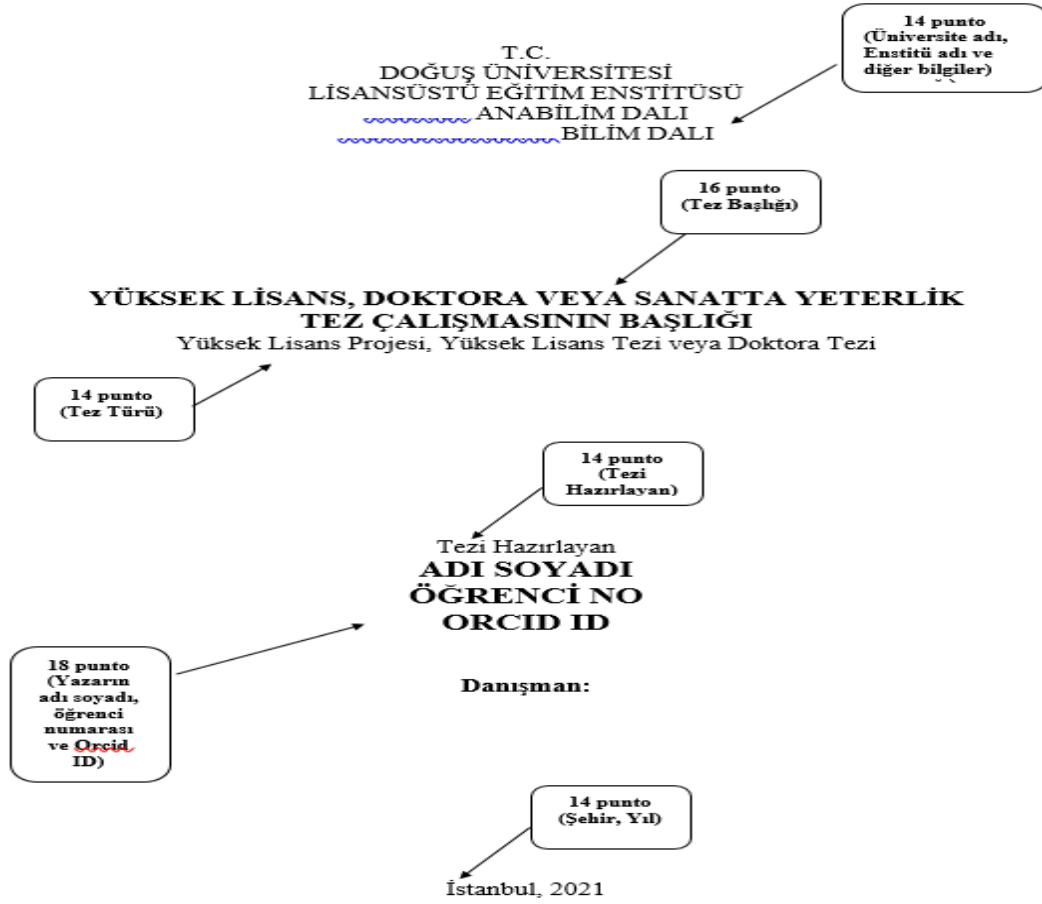 14 punto
(Üniversite adı,
Enstitü adı ve
diğer bilgiler)
T.C.
DOĞUŞ ÜNİVERSİTESİ
LİSANSÜSTÜ EĞİTİM ENSTİTÜSÜ
ANABİLİM DALI
BİLİM DALI
16 punto
(Tez Başlığı)
YÜKSEK LİSANS, DOKTORA VEYA SANATTA YETERLİK
TEZ ÇALIŞMASININ BAŞLIĞI
Yüksek Lisans Projesi, Yüksek Lisans Tezi veya Doktora Tezi
14 punto
(Tez Türü)
14 punto
(Tezi
Hazırlayan)
Tezi Hazırlayan
ADI SOYADI
ÖĞRENCİ NO
ORCID ID
18 punto
(Yazarın
adı soyadı,
öğrenci
numarası
ve Orcid
ID)
Danışman:
14 punto
(Şehir, Yıl)
İstanbul, 2021